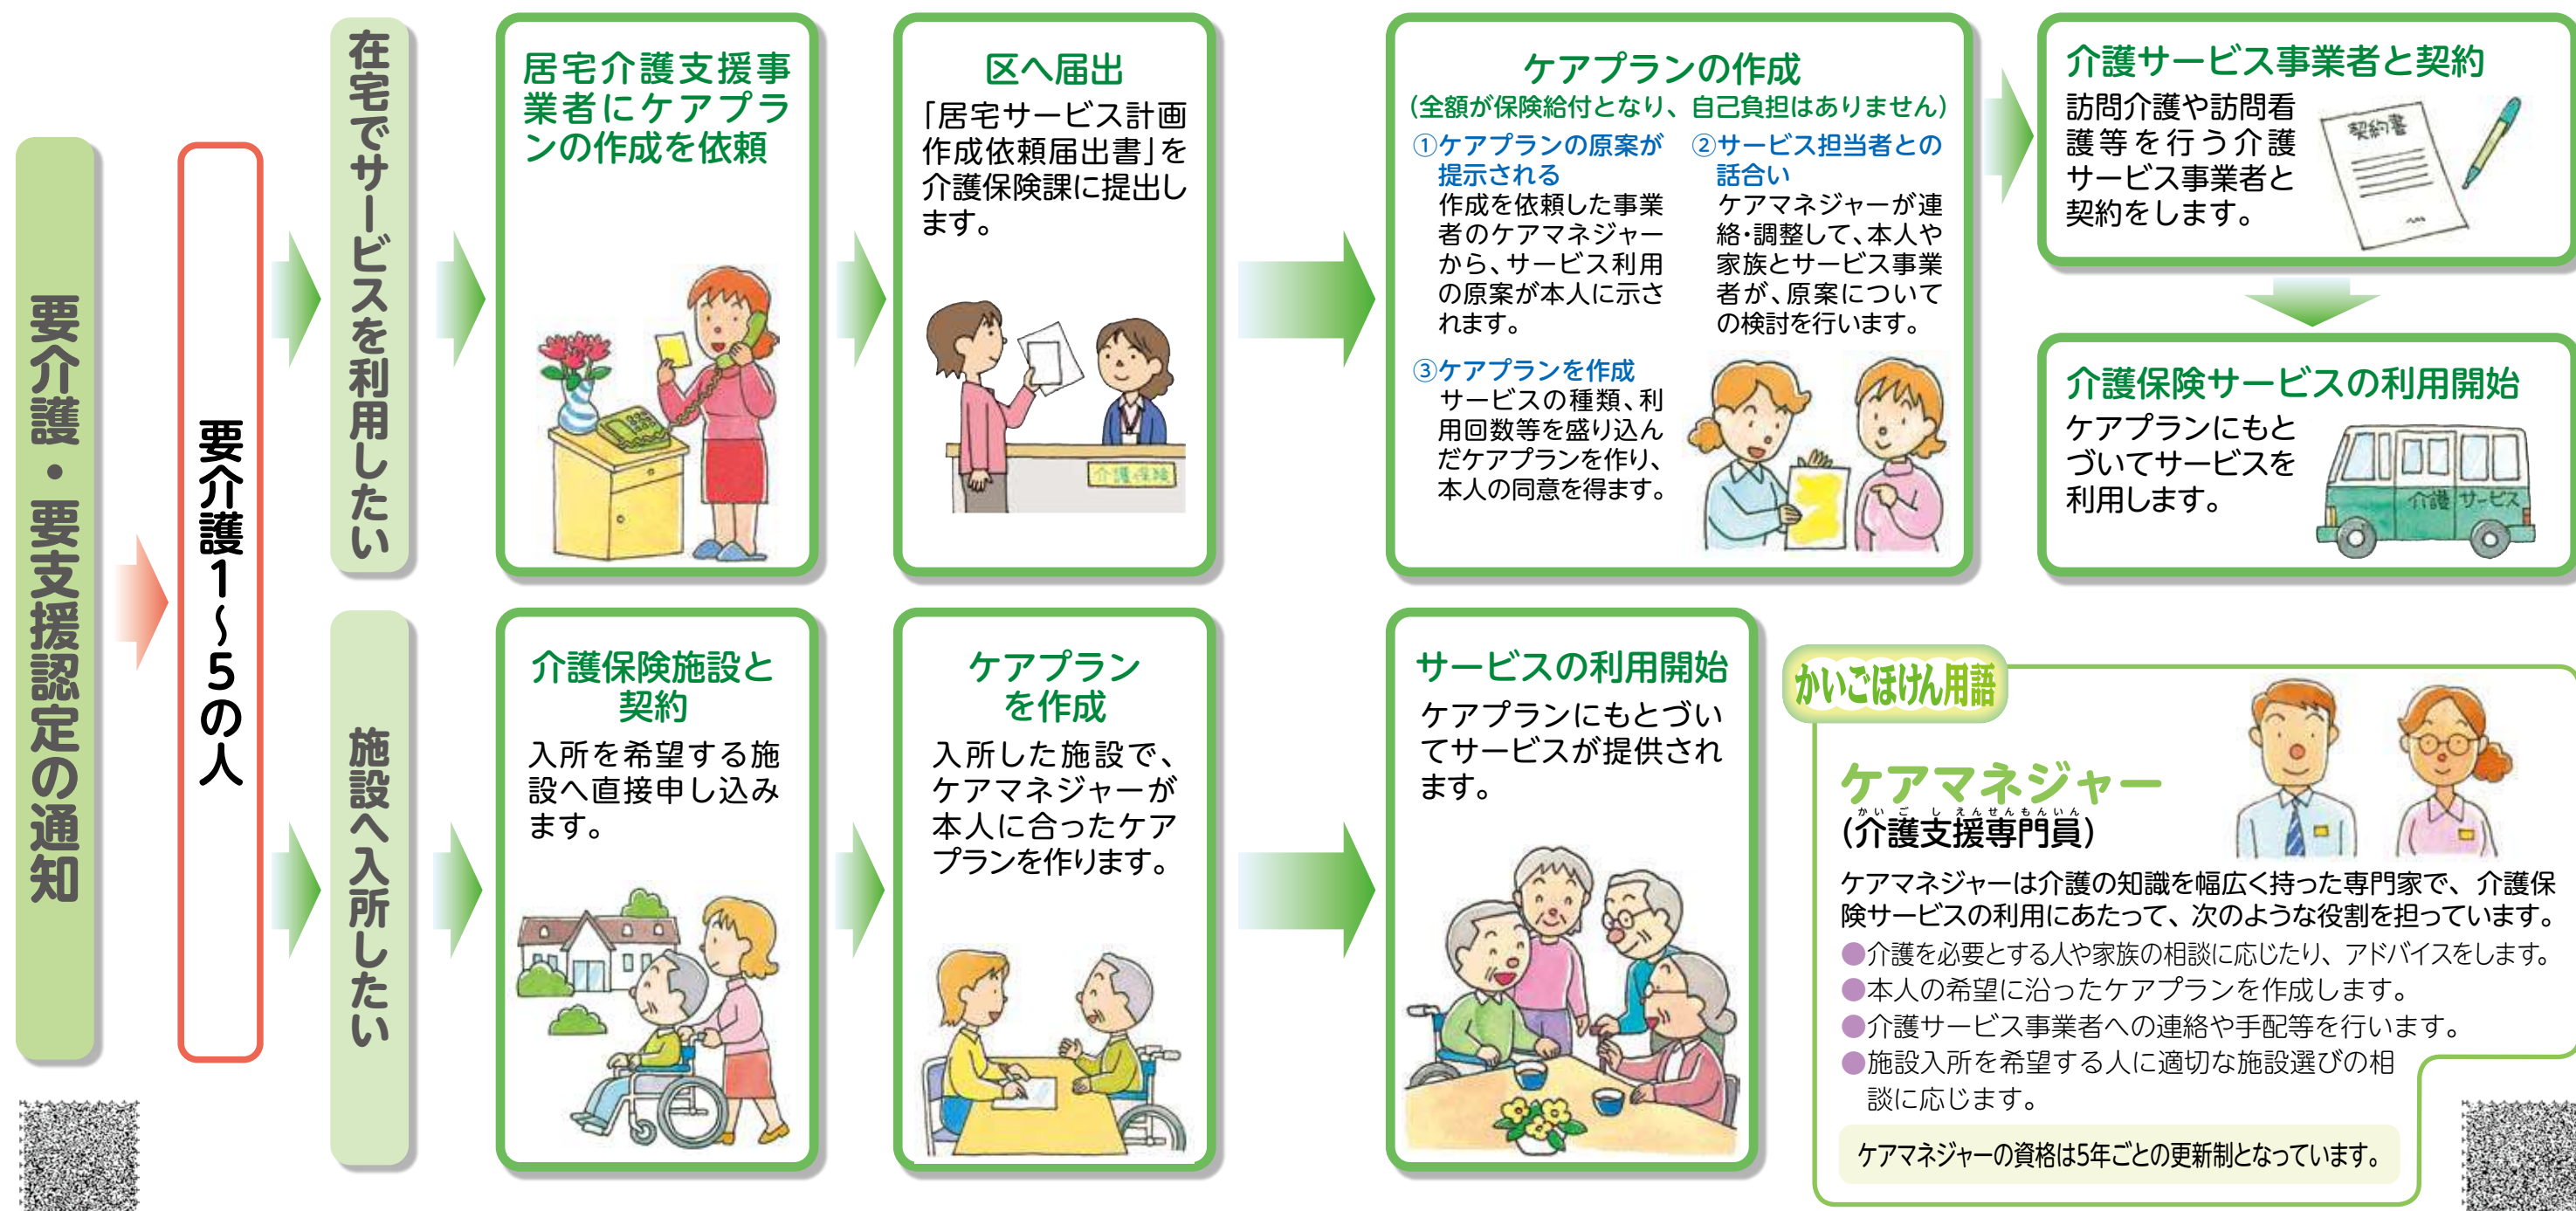 要介護・要支援認定の通知
要介護1～5の人
在宅でサービスを利用したい
居宅介護支援事
業者にケアプラ
ンの作成を依頼
区へ届出
「居宅サービス計画
作成依頼届出書」を
介護保険課に提出し
ます。
介護保険
ケアプランの作成
(全額が保険給付となり、自己負担はありません)
①ケアプランの原案が
提示される
作成を依頼した事業
者のケアマネジャー
から、サービス利用
の原案が本人に示さ
れます。
②サービス担当者との
話合い
ケアマネジャーが連
絡・調整して、本人や
家族とサービス事業
者が、原案について
の検討を行います。
③ケアプランを作成
サービスの種類、利
用回数等を盛り込ん
だケアプランを作り、
本人の同意を得ます。
介護サービス事業者と契約
訪問介護や訪問看
護等を行う介護
サービス事業者と
契約をします。
契約書
介護保険サービスの利用開始
ケアプランにもと
づいてサービスを
利用します。
介護 サービス
施設へ入所したい
介護保険施設と
契約
入所を希望する施
設へ直接申し込み
ます。
ケアプラン
を作成
入所した施設で、
ケアマネジャーが
本人に合ったケア
プランを作ります。
サービスの利用開始
ケアプランにもとづい
てサービスが提供され
ます。
かいごほけん用語
ケアマネジャー
かいごしえんせんもんいん
(介護支援専門員)
ケアマネジャーは介護の知識を幅広く持った専門家で、介護保
険サービスの利用にあたって、次のような役割を担っています。
●介護を必要とする人や家族の相談に応じたり、アドバイスをします。
●本人の希望に沿ったケアプランを作成します。
●介護サービス事業者への連絡や手配等を行います。
●施設入所を希望する人に適切な施設選びの相
談に応じます。
ケアマネジャーの資格は5年ごとの更新制となっています。